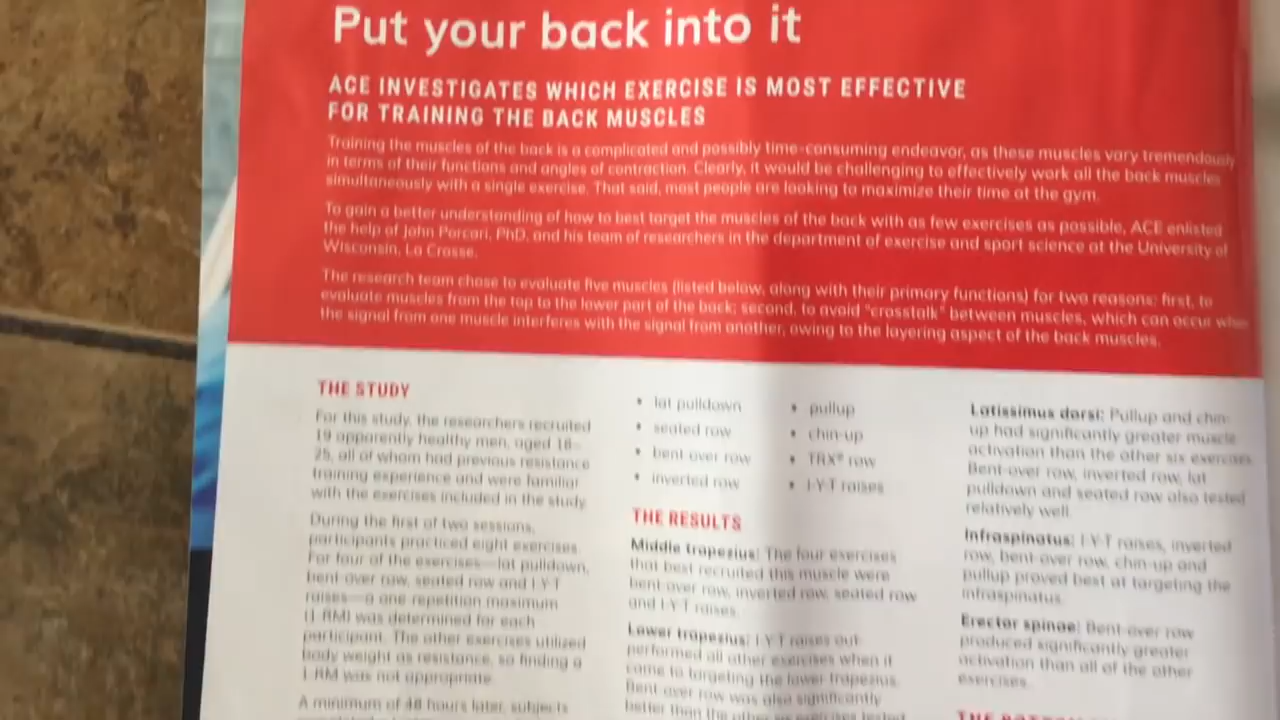 Put your back into it
ACE INVESTIGATES WHICH EXERCISE IS MOST EFFECTIVE
FOR TRAINING THE BACK MUSCLES
Training the muscles of the back is a complicated and possibly time-consuming endeavor, as these muscles vary tremendously
in terms of their functions and angles of contraction. Clearly, it would be challenging to effectively work all the back muscles
simultaneously with a single exercise. That said, most people are looking to maximize their time at the gym.
To gain a better understanding of how to best target the muscles of the back with as few exercises as possible, ACE enlisted
the help of John Porcari, PhD, and his team of researchers in the department of exercise and sport science at the University of
Wisconsin, La Crosse.
The research team chose to evaluate five muscles (listed below, along with their primary functions) for two reasons: first, to
evaluate muscles from the top to the lower part of the back; second, to avoid "crosstalk" between muscles, which can occur when
the signal from one muscle interferes with the signal from another, owing to the layering aspect of the back muscles.
THE STUDY
For this study, the researchers recruited
19 apparently healthy men, aged 18–
25, all of whom had previous resistance
training experience and were familiar
with the exercises included in the study.
During the first of two sessions,
participants practiced eight exercises.
For four of the exercises—lat pulldown,
bent-over row, seated row and I-Y-T
raises—a one repetition maximum
(1 RM) was determined for each
participant. The other exercises utilized
body weight as resistance, so finding a
1 RM was not appropriate.
A minimum of 48 hours later, subjects
• lat pulldown
• seated row
• bent-over row
• inverted row
• pullup
• chin-up
• TRX® row
• I-Y-T raises
THE RESULTS
Middle trapezius: The four exercises
that best recruited this muscle were
bent-over row, inverted row, seated row
and I-Y-T raises.
Lower trapezius: I-Y-T raises out-
performed all other exercises when it
came to targeting the lower trapezius.
Bent-over row was also significantly
better than the other six exercises tested
Latissimus dorsi: Pullup and chin-
up had significantly greater muscle
activation than the other six exercises.
Bent-over row, inverted row, lat
pulldown and seated row also tested
relatively well.
Infraspinatus: I-Y-T raises, inverted
row, bent-over row, chin-up and
pullup proved best at targeting the
infraspinatus.
Erector spinae: Bent-over row
produced significantly greater
activation than all of the other
exercises.
THE